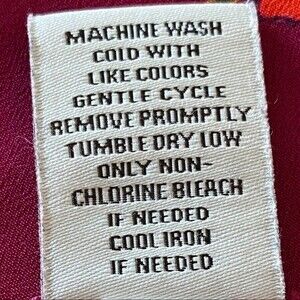 MACHINE WASH
COLD WITH
LIKE COLORS
GENTLE CYCLE
REMOVE PROMPTLY
TUMBLE DRY LOW
ONLY NON-
CHLORINE BLEACH
IF NEEDED
COOL IRON
IF NEEDED